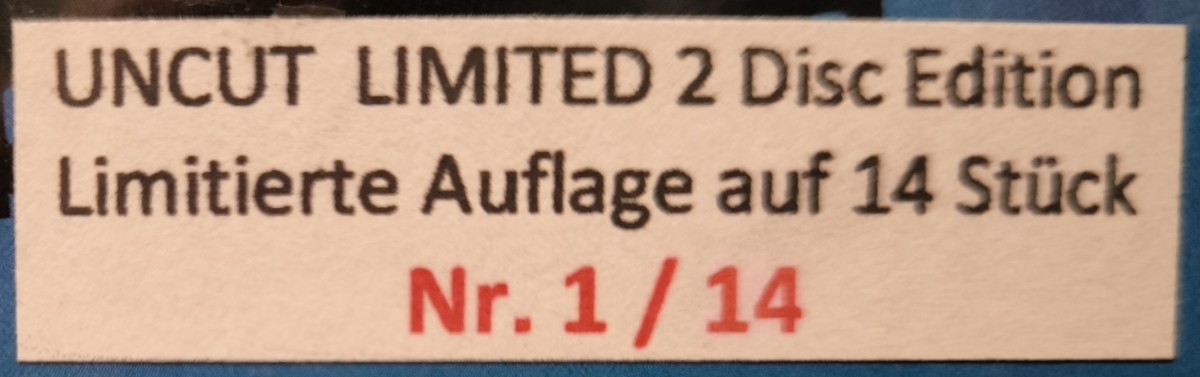 UNCUT LIMITED 2 Disc Edition
Limitierte Auflage auf 14 Stück
Nr. 1 / 14